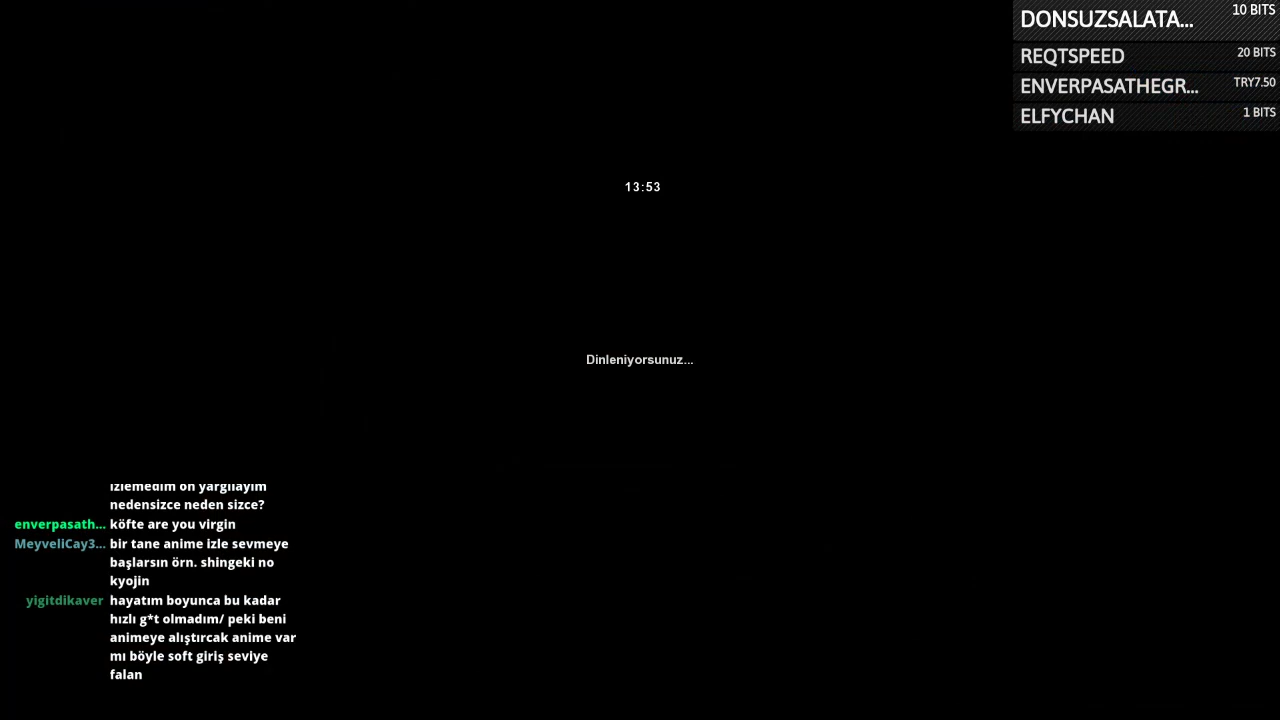 DONSUZSALATA... 10 BITS
REQTSPEED 20 BITS
ENVERPASATHEGR... TRY7.50
ELFYCHAN 1 BITS
13:53
Dinleniyorsunuz...
izlemedim ön yargılayım
nedensizce neden sizce?
enverpasath... köfte are you virgin
MeyveliCay3... bir tane anime izle sevmeye
başlarsın örn. shingeki no
kyojin
yigitdikaver hayatım boyunca bu kadar
hızlı g*t olmadım/ peki beni
animeye alıştırcak anime var
mı böyle soft giriş seviye
falan